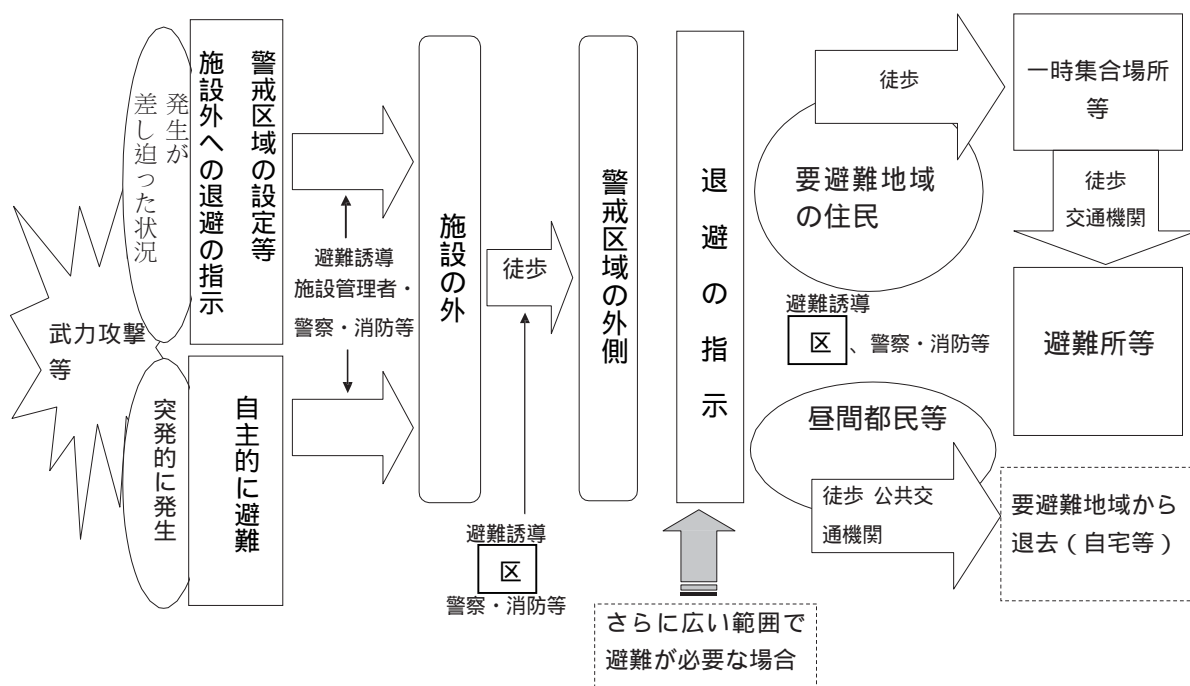 武力攻撃
等
発生が
差し迫った状況
警戒区域の設定等
施設外への退避の指示
突発的に発生
自主的に避難
避難誘導
施設管理者・
警察・消防等
施設の外
徒歩
避難誘導
区
警察・消防等
警戒区域の外側
退避の指示
さらに広い範囲で
避難が必要な場合
徒歩
要避難地域
の住民
避難誘導
区、警察・消防等
昼間都民等
徒歩 公共交
通機関
一時集合場所
等
徒歩
交通機関
避難所等
要避難地域から
退去(自宅等)